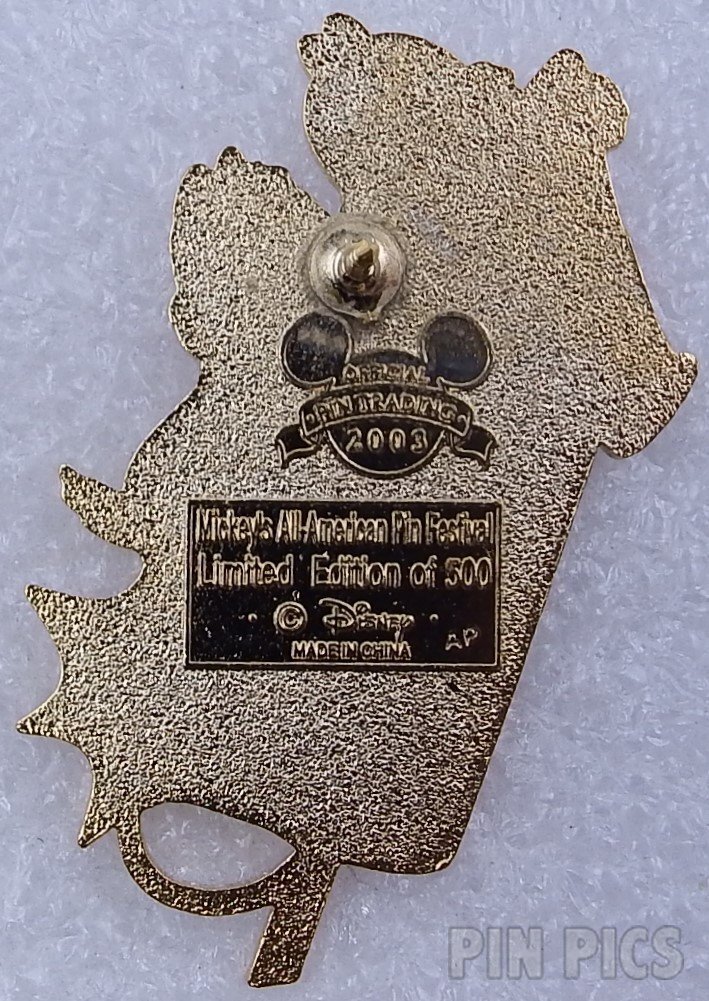 OFFICIAL
PIN TRADING
2003
Mickey's All-American Pin Festival
Limited Edition of 500
© Disney
MADE IN CHINA
AP
PIN PICS